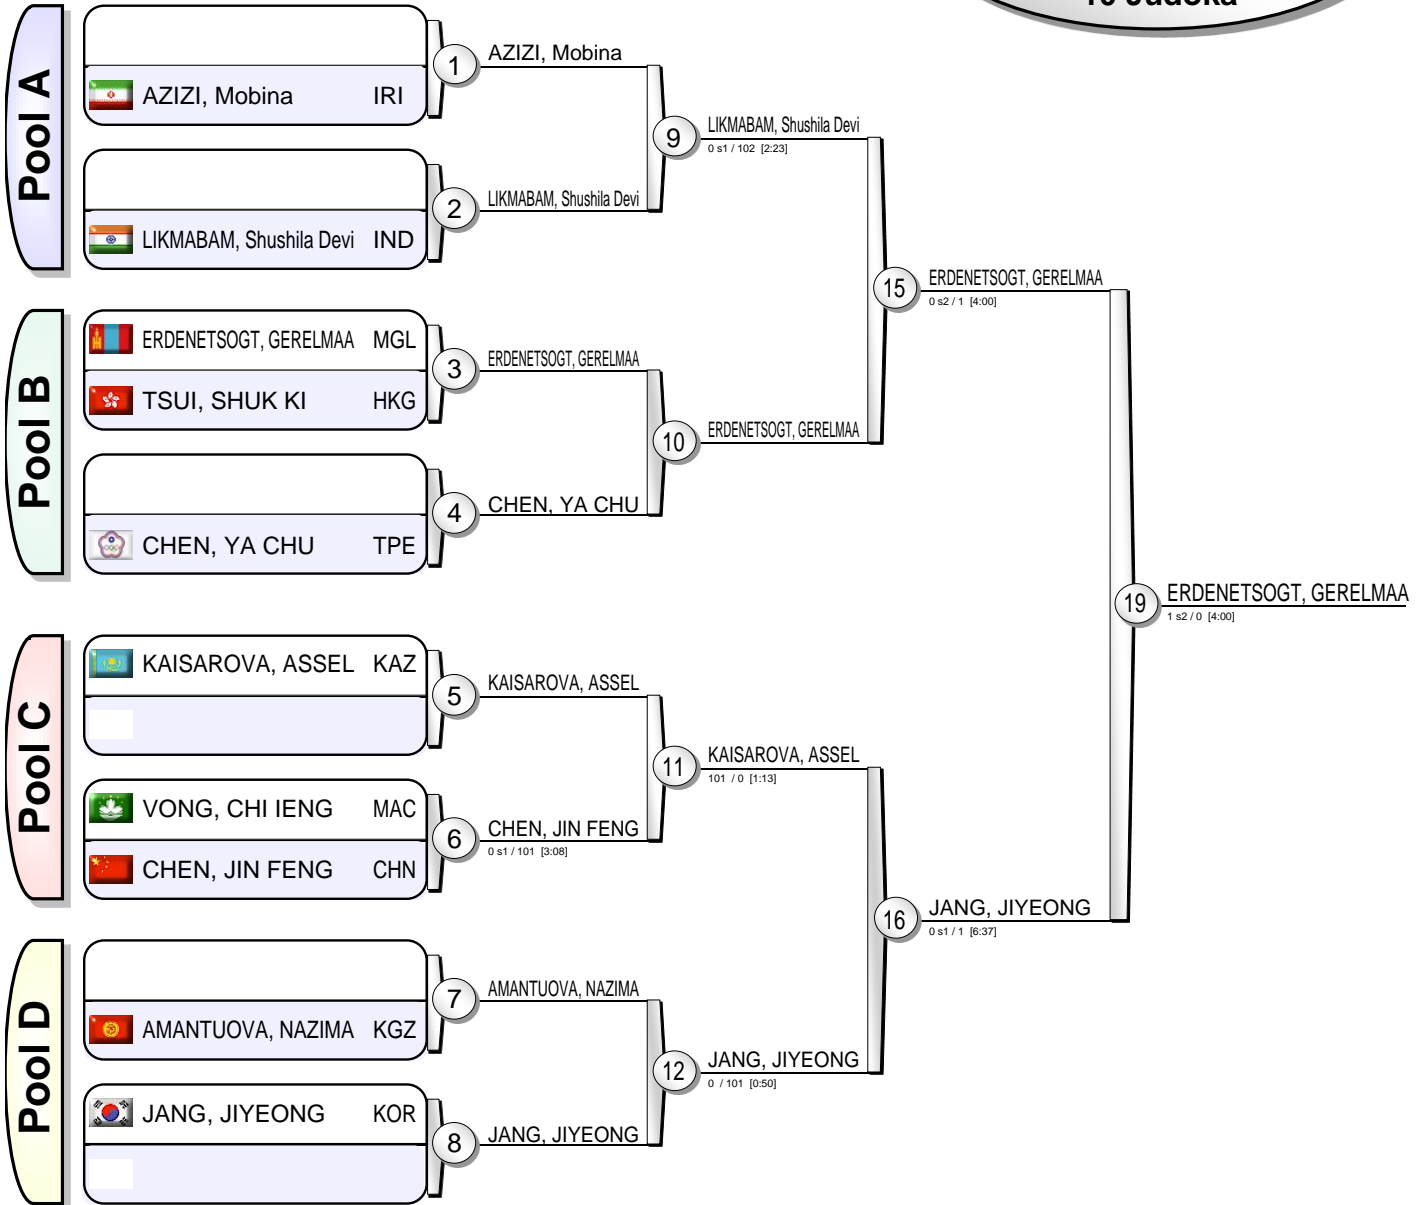 Pool A
AZIZI, Mobina IRI
LIKMABAM, Shushila Devi IND
Pool B
ERDENETSOGT, GERELMAA MGL
TSUI, SHUK KI HKG
CHEN, YA CHU TPE
Pool C
KAISAROVA, ASSEL KAZ
VONG, CHI IENG MAC
CHEN, JIN FENG CHN
Pool D
AMANTUOVA, NAZIMA KGZ
JANG, JIYEONG KOR
1 AZIZI, Mobina
2 LIKMABAM, Shushila Devi
3 ERDENETSOGT, GERELMAA
4 CHEN, YA CHU
5 KAISAROVA, ASSEL
6 CHEN, JIN FENG
0 s1 / 101 [3:08]
7 AMANTUOVA, NAZIMA
8 JANG, JIYEONG
9 LIKMABAM, Shushila Devi
0 s1 / 102 [2:23]
10 ERDENETSOGT, GERELMAA
11 KAISAROVA, ASSEL
101 / 0 [1:13]
12 JANG, JIYEONG
0 / 101 [0:50]
15 ERDENETSOGT, GERELMAA
0 s2 / 1 [4:00]
16 JANG, JIYEONG
0 s1 / 1 [6:37]
19 ERDENETSOGT, GERELMAA
1 s2 / 0 [4:00]